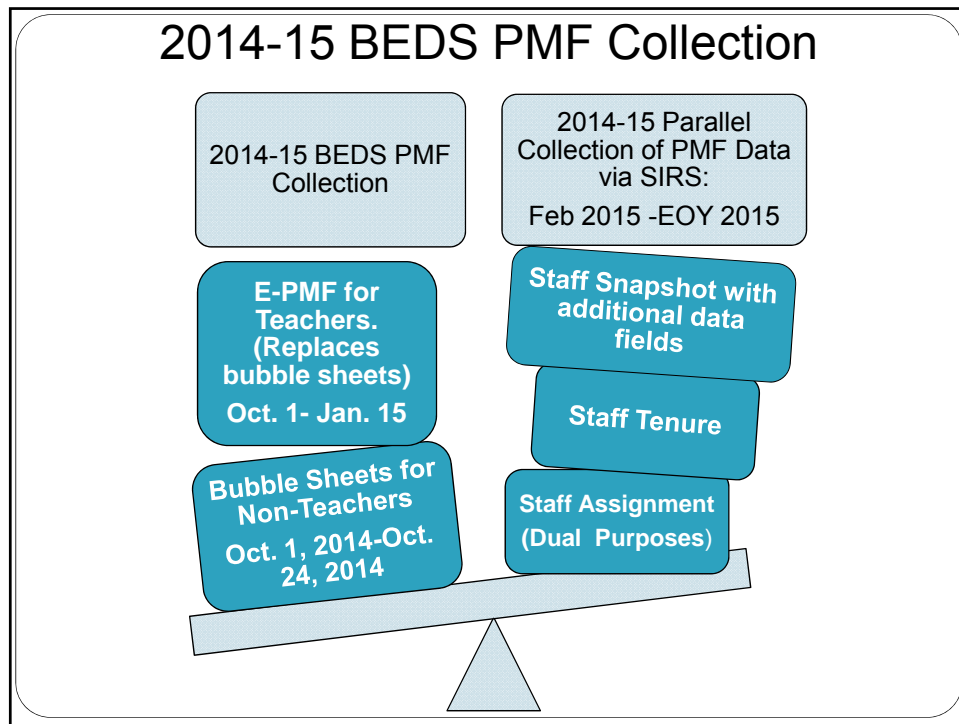 2014-15 BEDS PMF Collection
2014-15 BEDS PMF
Collection
E-PMF for
Teachers.
(Replaces
bubble sheets)
Oct. 1- Jan. 15
Bubble Sheets for
Non-Teachers
Oct. 1, 2014-Oct.
24, 2014
2014-15 Parallel
Collection of PMF Data
via SIRS:
Feb 2015 -EOY 2015
Staff Snapshot with
additional data
fields
Staff Tenure
Staff Assignment
(Dual  Purposes)